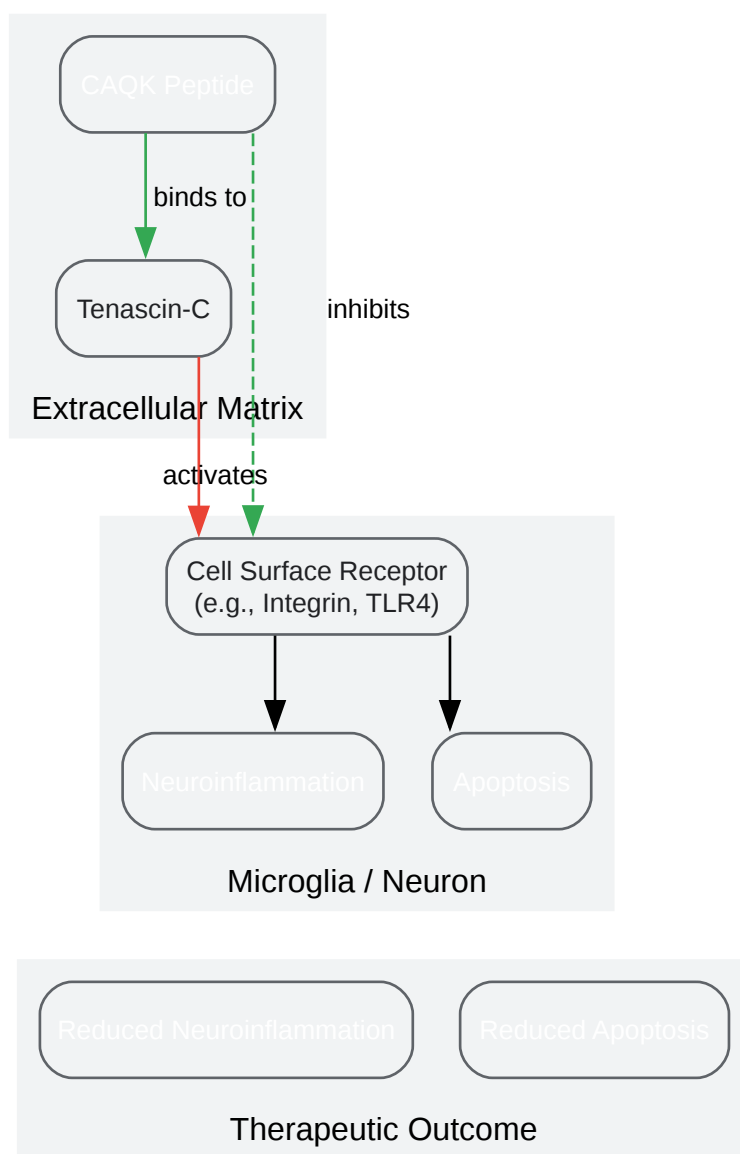 CAQK Peptide
binds to
Tenascin-C
inhibits
Extracellular Matrix
activates
Cell Surface Receptor
(e.g., Integrin, TLR4)
Neuroinflammation
Apoptosis
Microglia / Neuron
Reduced Neuroinflammation
Reduced Apoptosis
Therapeutic Outcome